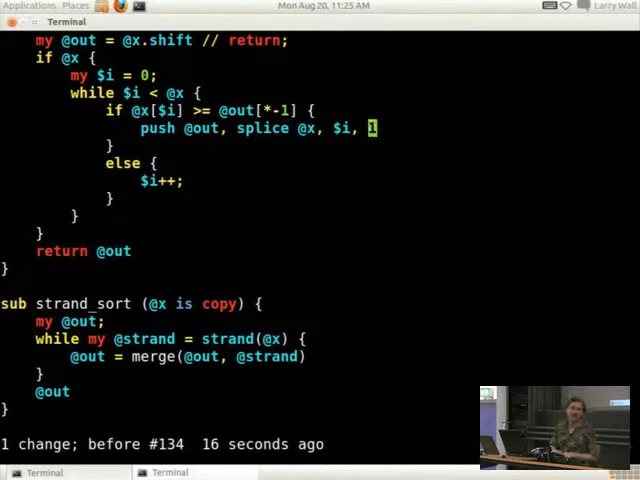 Applications Places Mon Aug 20, 11:25 AM Larry Wall
Terminal
my @out = @x.shift // return;
if @x {
my $i = 0;
while $i < @x {
if @x[$i] >= @out[*-1] {
push @out, splice @x, $i, 1
}
else {
$i++;
}
}
}
return @out
}
sub strand_sort (@x is copy) {
my @out;
while my @strand = strand(@x) {
@out = merge(@out, @strand)
}
@out
}
1 change; before #134 16 seconds ago
Terminal Terminal